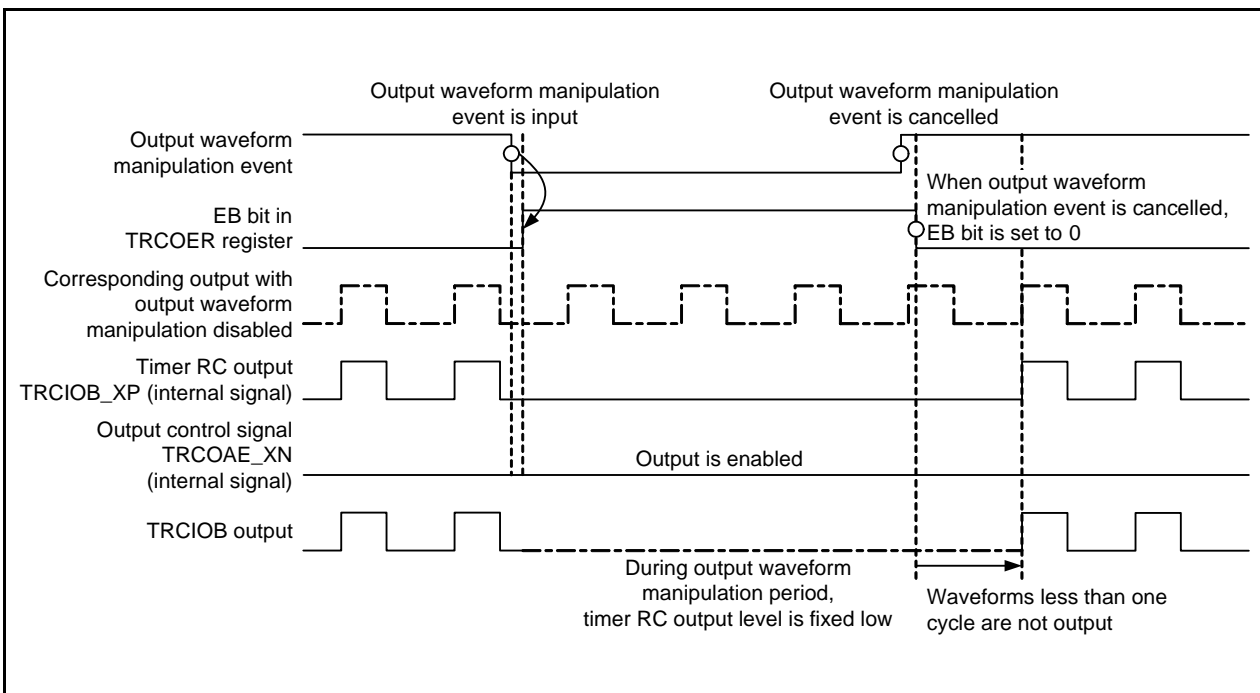 Output waveform manipulation
event is input
Output waveform manipulation
event is cancelled
Output waveform
manipulation event
When output waveform
manipulation event is cancelled,
EB bit is set to 0
EB bit in
TRCOER register
Corresponding output with
output waveform
manipulation disabled
Timer RC output
TRCIOB_XP (internal signal)
Output control signal
TRCOAE_XN
(internal signal)
Output is enabled
TRCIOB output
During output waveform
manipulation period,
timer RC output level is fixed low
Waveforms less than one
cycle are not output